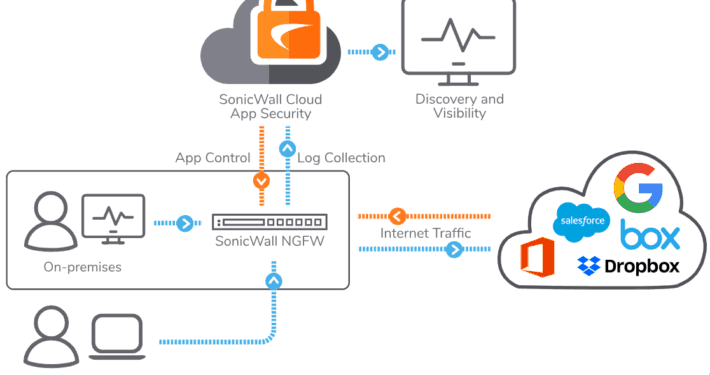 SonicWall Cloud
App Security
Discovery and
Visibility
App Control
Log Collection
SonicWall NGFW
On-premises
Internet Traffic
G
salesforce
box
Dropbox